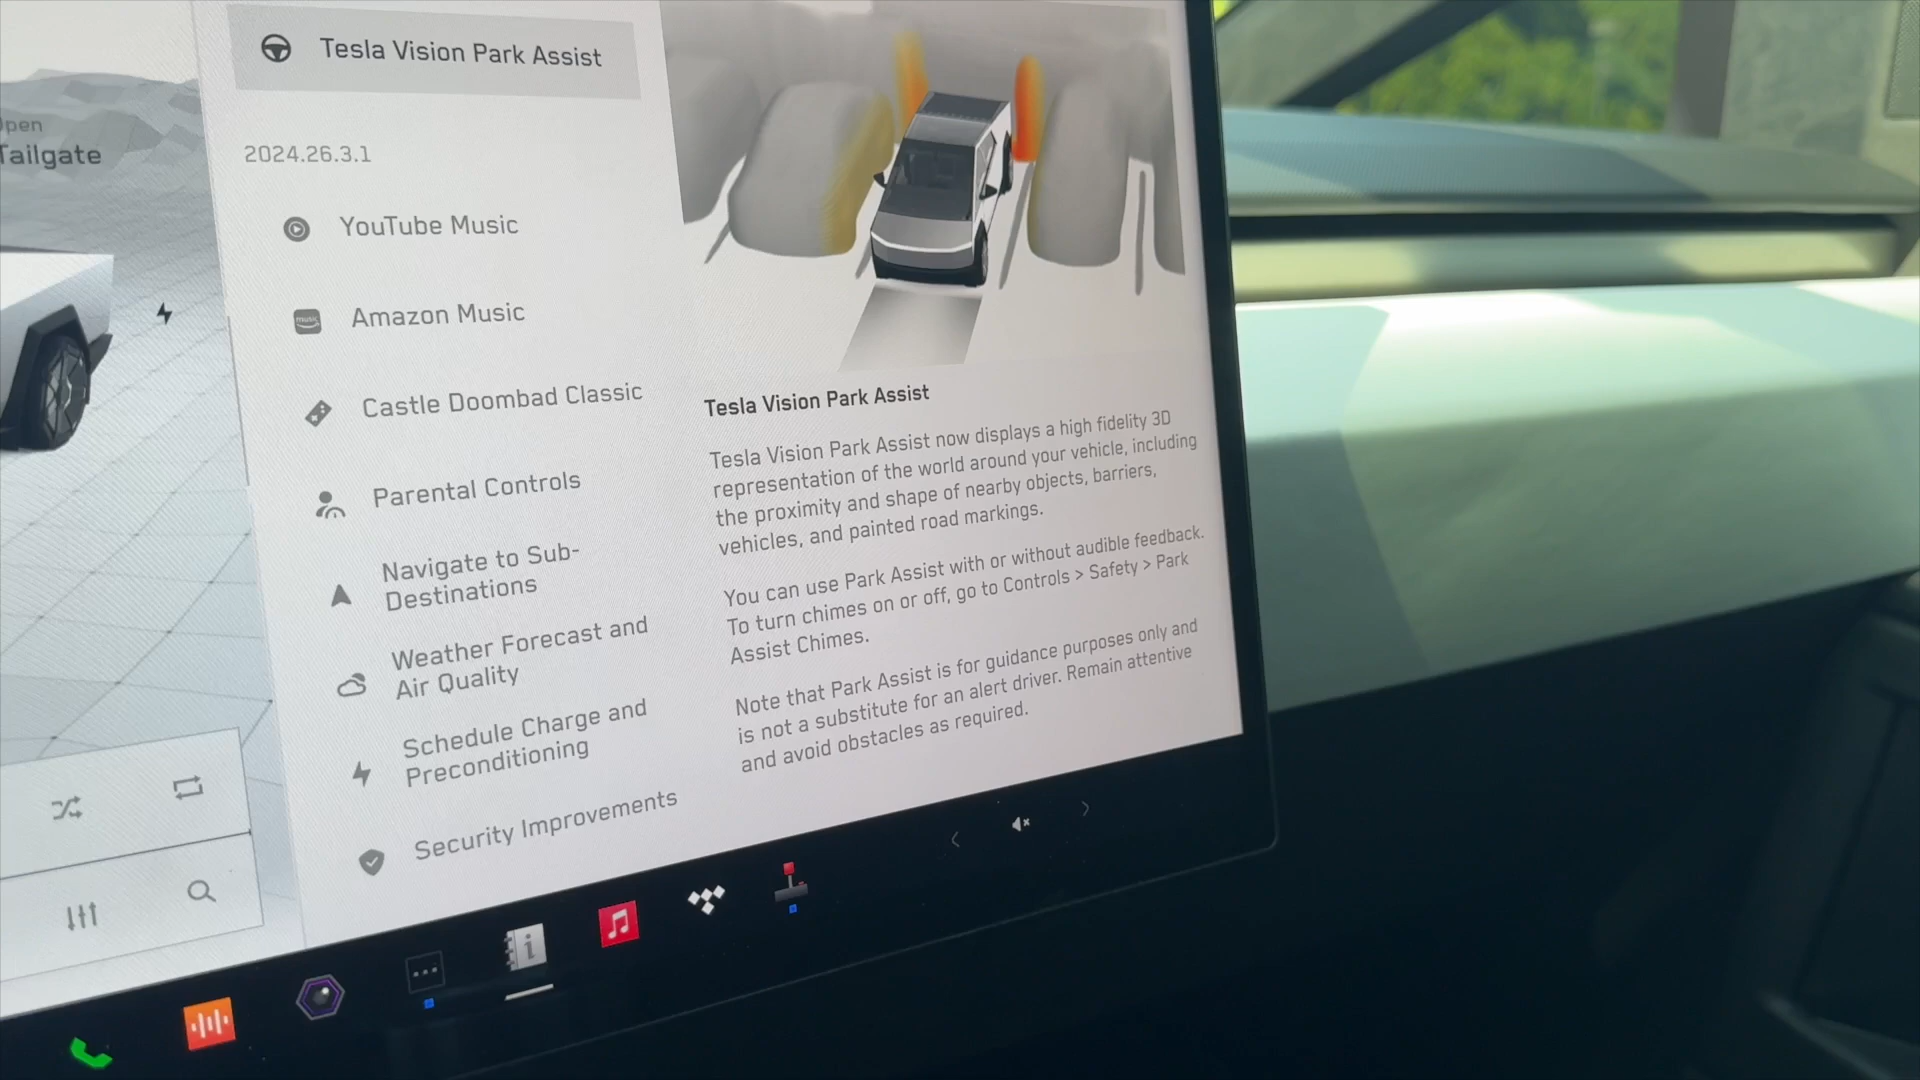 Open
Tailgate
Tesla Vision Park Assist
2024.26.3.1
YouTube Music
music
Amazon Music
Castle Doombad Classic
Parental Controls
Navigate to Sub-
Destinations
Weather Forecast and
Air Quality
Schedule Charge and
Preconditioning
Security Improvements
Tesla Vision Park Assist
Tesla Vision Park Assist now displays a high fidelity 3D
representation of the world around your vehicle, including
the proximity and shape of nearby objects, barriers,
vehicles, and painted road markings.
You can use Park Assist with or without audible feedback.
To turn chimes on or off, go to Controls > Safety > Park
Assist Chimes.
Note that Park Assist is for guidance purposes only and
is not a substitute for an alert driver. Remain attentive
and avoid obstacles as required.